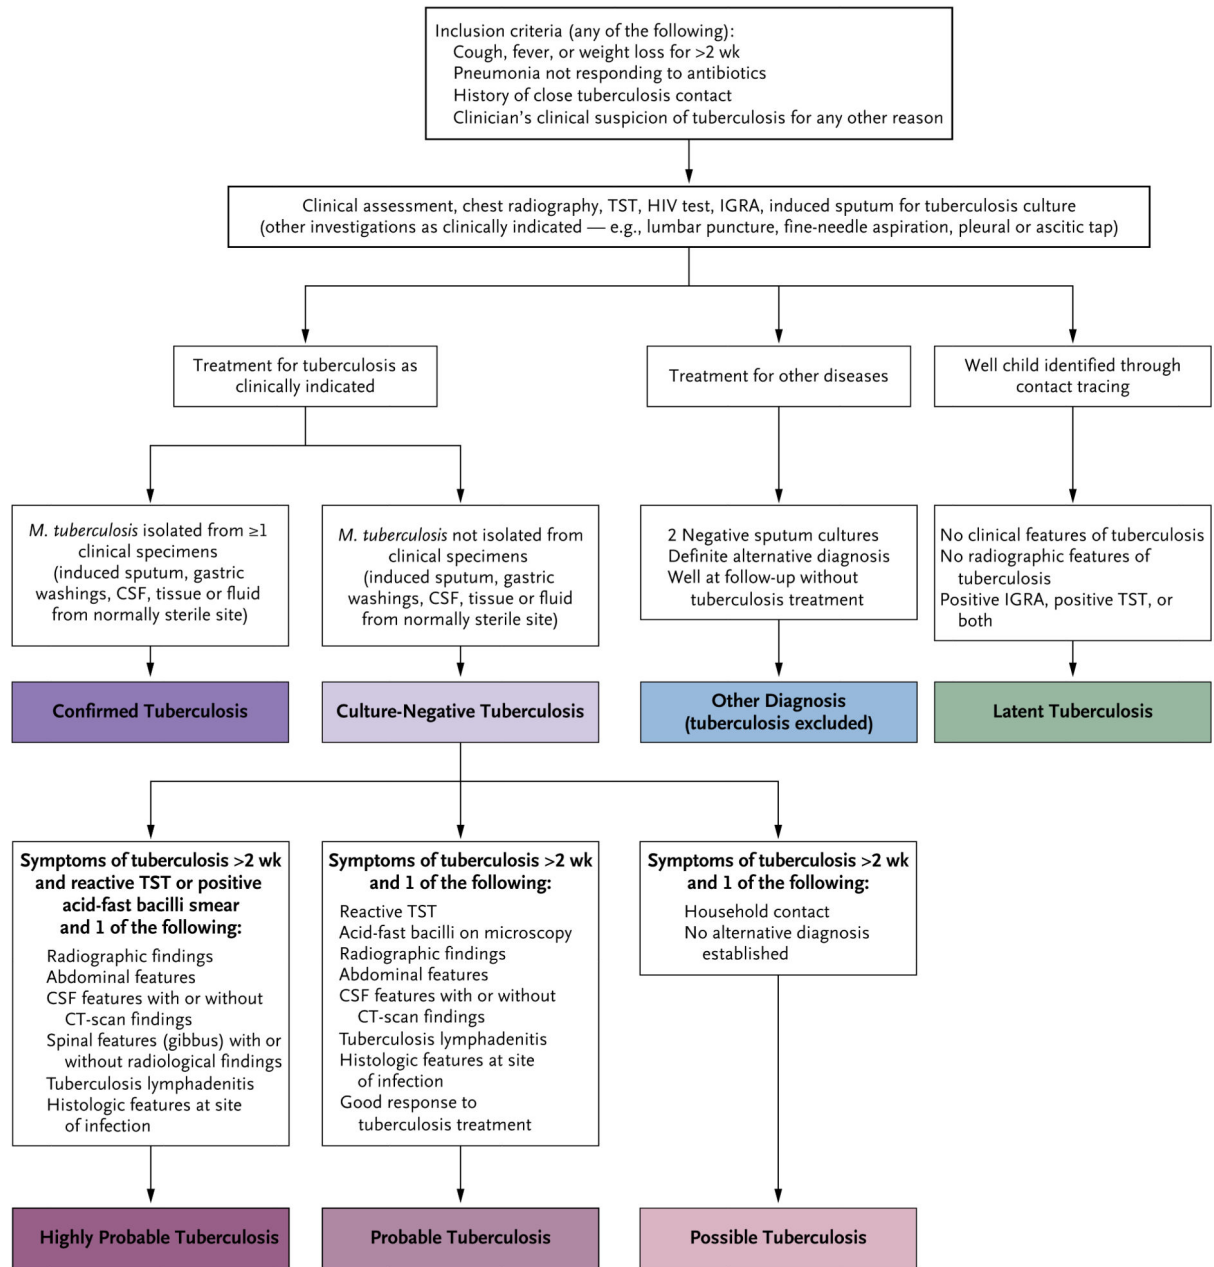 Inclusion criteria (any of the following):
Cough, fever, or weight loss for >2 wk
Pneumonia not responding to antibiotics
History of close tuberculosis contact
Clinician's clinical suspicion of tuberculosis for any other reason
Clinical assessment, chest radiography, TST, HIV test, IGRA, induced sputum for tuberculosis culture
(other investigations as clinically indicated — e.g., lumbar puncture, fine-needle aspiration, pleural or ascitic tap)
Treatment for tuberculosis as
clinically indicated
Treatment for other diseases
Well child identified through
contact tracing
M. tuberculosis isolated from ≥1
clinical specimens
(induced sputum, gastric
washings, CSF, tissue or fluid
from normally sterile site)
M. tuberculosis not isolated from
clinical specimens
(induced sputum, gastric
washings, CSF, tissue or fluid
from normally sterile site)
2 Negative sputum cultures
Definite alternative diagnosis
Well at follow-up without
tuberculosis treatment
No clinical features of tuberculosis
No radiographic features of
tuberculosis
Positive IGRA, positive TST, or
both
Confirmed Tuberculosis
Culture-Negative Tuberculosis
Other Diagnosis
(tuberculosis excluded)
Latent Tuberculosis
Symptoms of tuberculosis >2 wk
and reactive TST or positive
acid-fast bacilli smear
and 1 of the following:
Radiographic findings
Abdominal features
CSF features with or without
CT-scan findings
Spinal features (gibbus) with or
without radiological findings
Tuberculosis lymphadenitis
Histologic features at site
of infection
Symptoms of tuberculosis >2 wk
and 1 of the following:
Reactive TST
Acid-fast bacilli on microscopy
Radiographic findings
Abdominal features
CSF features with or without
CT-scan findings
Tuberculosis lymphadenitis
Histologic features at site
of infection
Good response to
tuberculosis treatment
Symptoms of tuberculosis >2 wk
and 1 of the following:
Household contact
No alternative diagnosis
established
Highly Probable Tuberculosis
Probable Tuberculosis
Possible Tuberculosis